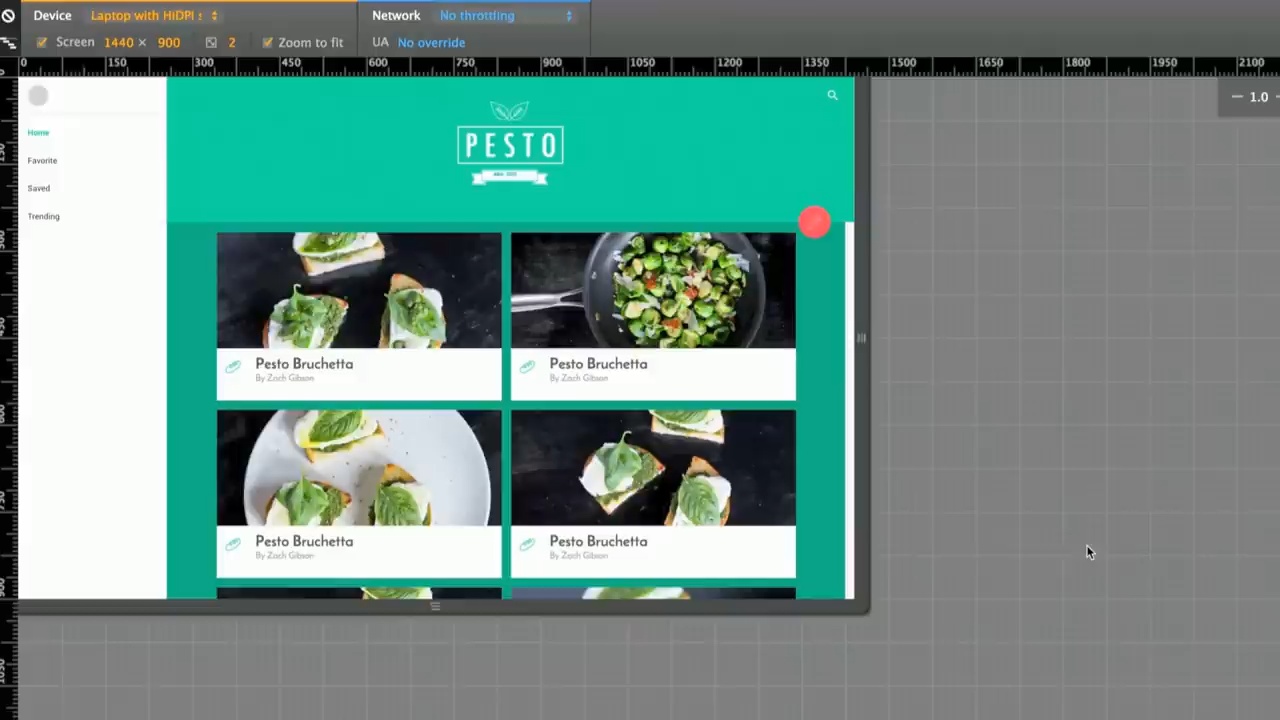 Device Laptop with HiDPI Network No throttling
Screen 1440 × 900 2 Zoom to fit UA No override
0 150 300 450 600 750 900 1050 1200 1350 1500 1650 1800 1950 2100
1.0
Home
Favorite
Saved
Trending
PESTO
Pesto Bruchetta
By Zach Gibson
Pesto Bruchetta
By Zach Gibson
Pesto Bruchetta
By Zach Gibson
Pesto Bruchetta
By Zach Gibson